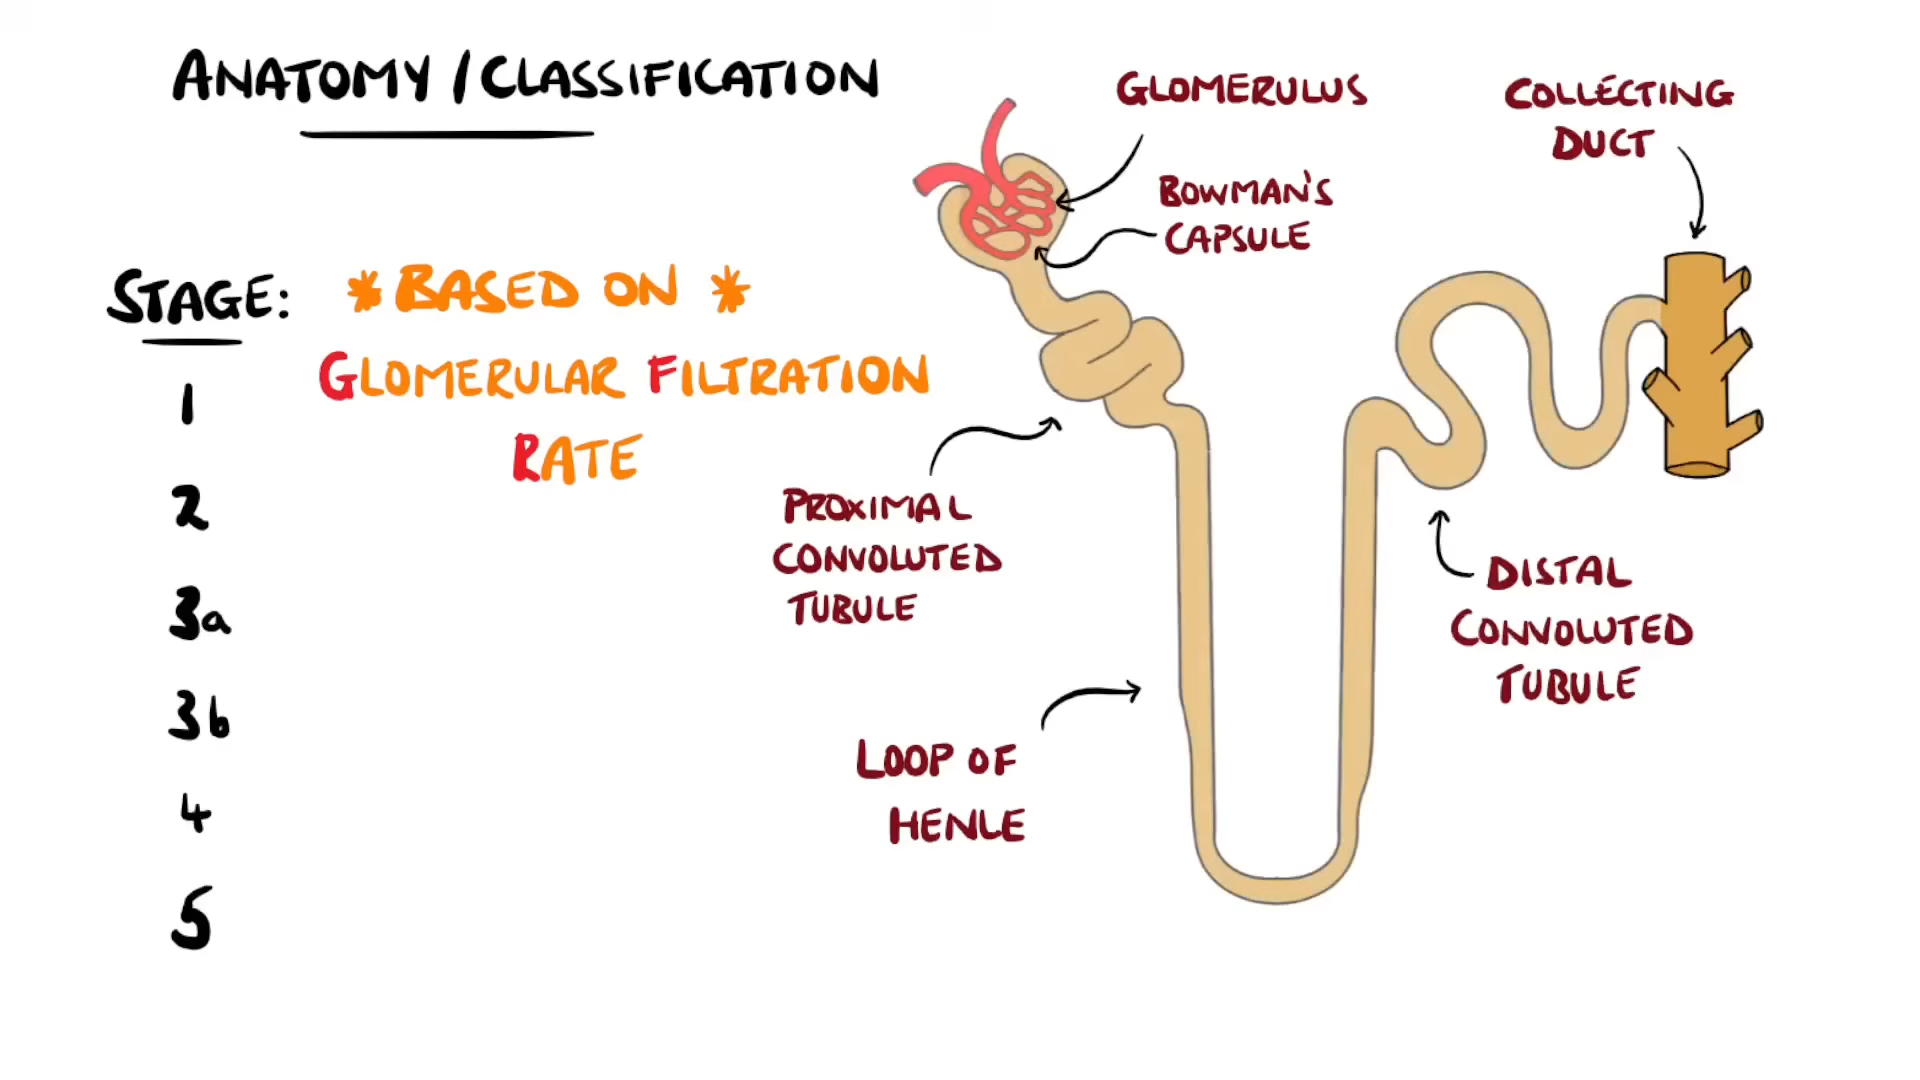 ANATOMY / CLASSIFICATION
STAGE:
* BASED ON *
GLOMERULAR FILTRATION
RATE
1
2
3a
3b
4
5
GLOMERULUS
BOWMAN'S
CAPSULE
COLLECTING
DUCT
PROXIMAL
CONVOLUTED
TUBULE
LOOP OF
HENLE
DISTAL
CONVOLUTED
TUBULE